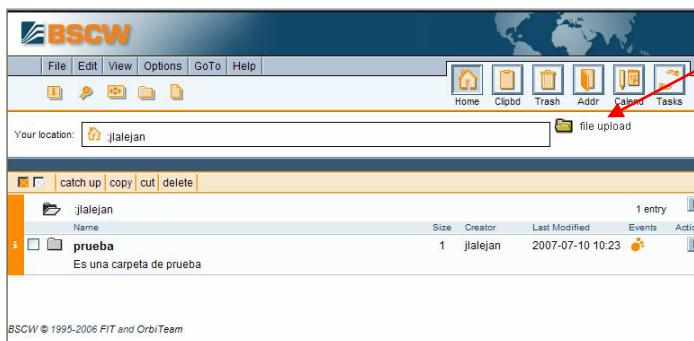 BSCW
File Edit View Options GoTo Help
Home Clipbd Trash Addr Calend Tasks
Your location: :jlalejan file upload
catch up copy cut delete
:jlalejan 1 entry
Name Size Creator Last Modified Events Actio
prueba 1 jlalejan 2007-07-10 10:23
Es una carpeta de prueba
BSCW © 1995-2006 FIT and OrbiTeam